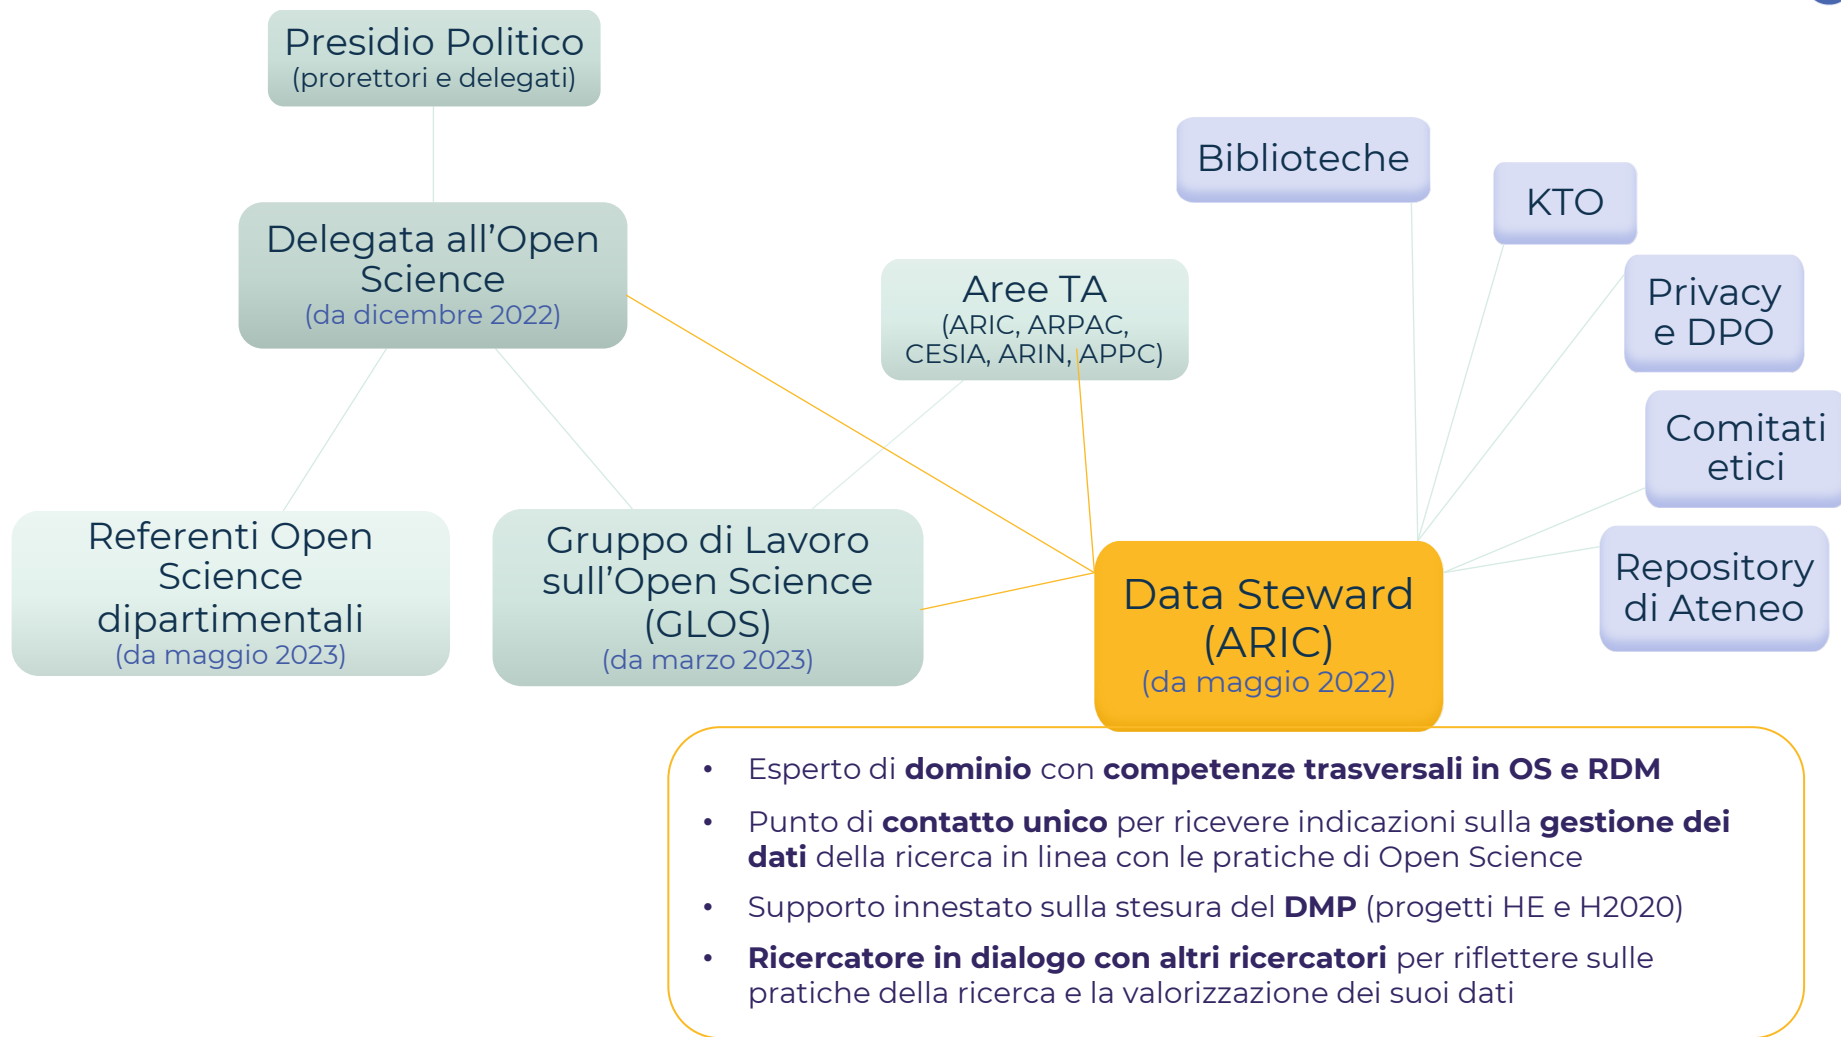 Presidio Politico
(prorettori e delegati)
Delegata all’Open
Science
(da dicembre 2022)
Aree TA
(ARIC, ARPAC,
CESIA, ARIN, APPC)
Biblioteche
KTO
Privacy
e DPO
Comitati
etici
Repository
di Ateneo
Referenti Open
Science
dipartimentali
(da maggio 2023)
Gruppo di Lavoro
sull’Open Science
(GLOS)
(da marzo 2023)
Data Steward
(ARIC)
(da maggio 2022)
• Esperto di dominio con competenze trasversali in OS e RDM
• Punto di contatto unico per ricevere indicazioni sulla gestione dei
dati della ricerca in linea con le pratiche di Open Science
• Supporto innestato sulla stesura del DMP (progetti HE e H2020)
• Ricercatore in dialogo con altri ricercatori per riflettere sulle
pratiche della ricerca e la valorizzazione dei suoi dati